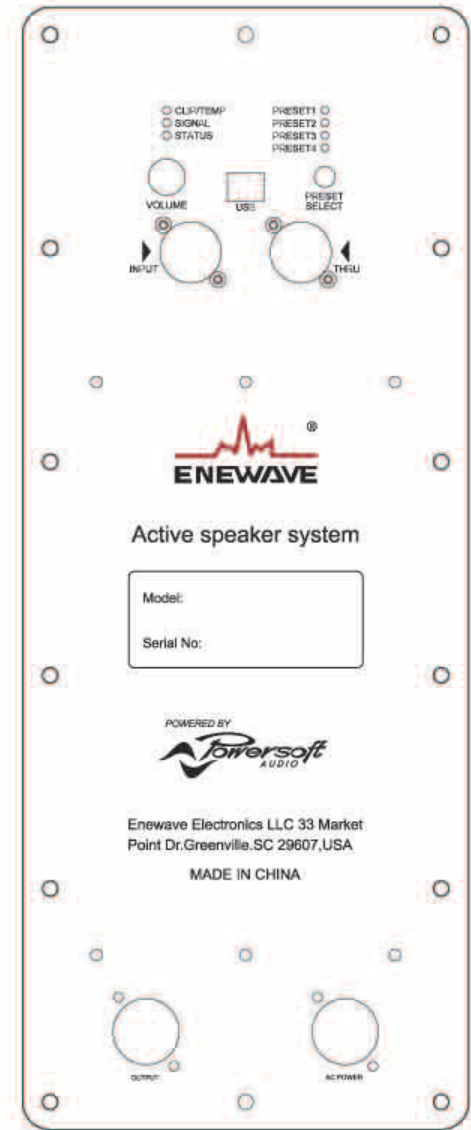 CLIP/TEMP
SIGNAL
STATUS
PRESET1
PRESET2
PRESET3
PRESET4
VOLUME
USB
PRESET
SELECT
INPUT
THRU
®
ENEWAVE
Active speaker system
Model:
Serial No:
POWERED BY
Powersoft
AUDIO
Enewave Electronics LLC 33 Market
Point Dr.Greenville.SC 29607,USA
MADE IN CHINA
OUTPUT
AC POWER